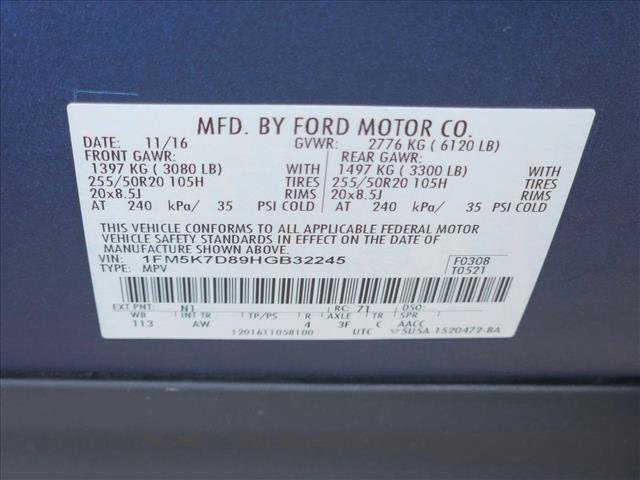 MFD. BY FORD MOTOR CO.
DATE: 11/16 GVWR: 2776 KG ( 6120 LB)
FRONT GAWR: REAR GAWR:
1397 KG ( 3080 LB) WITH 1497 KG ( 3300 LB) WITH
255/50R20 105H TIRES 255/50R20 105H TIRES
20x8.5J RIMS 20x8.5J RIMS
AT 240 kPa/ 35 PSI COLD AT 240 kPa/ 35 PSI COLD
THIS VEHICLE CONFORMS TO ALL APPLICABLE FEDERAL MOTOR
VEHICLE SAFETY STANDARDS IN EFFECT ON THE DATE OF
MANUFACTURE SHOWN ABOVE.
VIN: 1FM5K7D89HGB32245 F0308
TYPE: MPV T0521
EXT PNT: N1 RC: 71 DSO:
WB INT TR TP/PS R AXLE TR
113 AW 4 3F C AACC
1201611058100 UTC 5U5A-1520472-BA